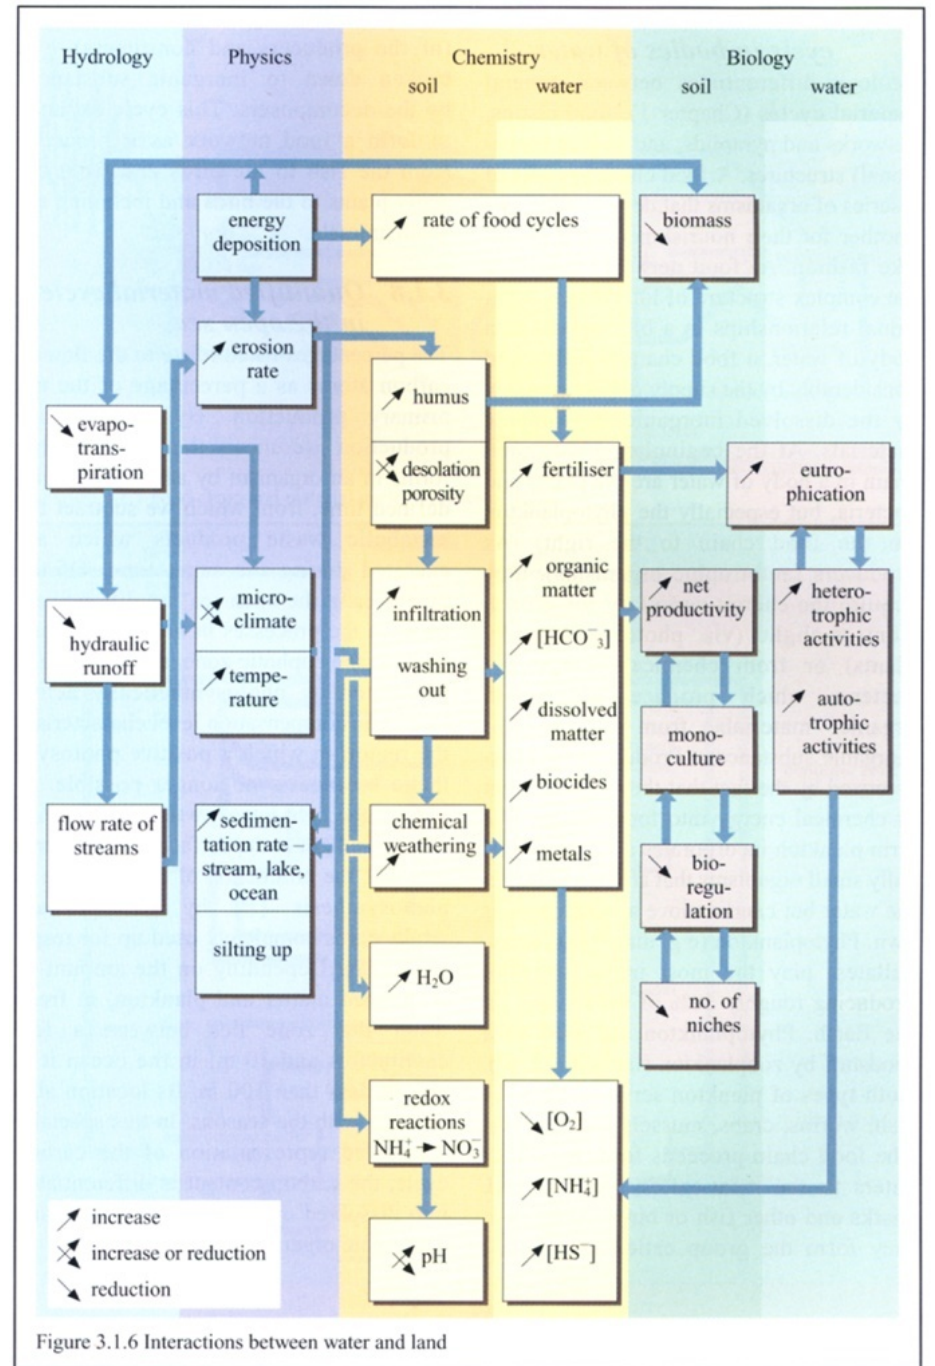 Hydrology
Physics
Chemistry
Biology
soil
water
soil
water
energy
deposition
rate of food cycles
biomass
erosion
rate
humus
desolation
porosity
evapo-
trans-
piration
fertiliser
organic
matter
[HCO⁻₃]
dissolved
matter
biocides
metals
eutro-
phication
micro-
climate
tempe-
rature
infiltration
washing
out
net
productivity
hetero-
trophic
activities
auto-
trophic
activities
hydraulic
runoff
mono-
culture
flow rate of
streams
sedimen-
tation rate –
stream, lake,
ocean
silting up
chemical
weathering
bio-
regu-
lation
H₂O
no. of
niches
redox
reactions
NH₄⁺ → NO₃⁻
[O₂]
[NH₄⁺]
[HS⁻]
pH
increase
increase or reduction
reduction
Figure 3.1.6 Interactions between water and land